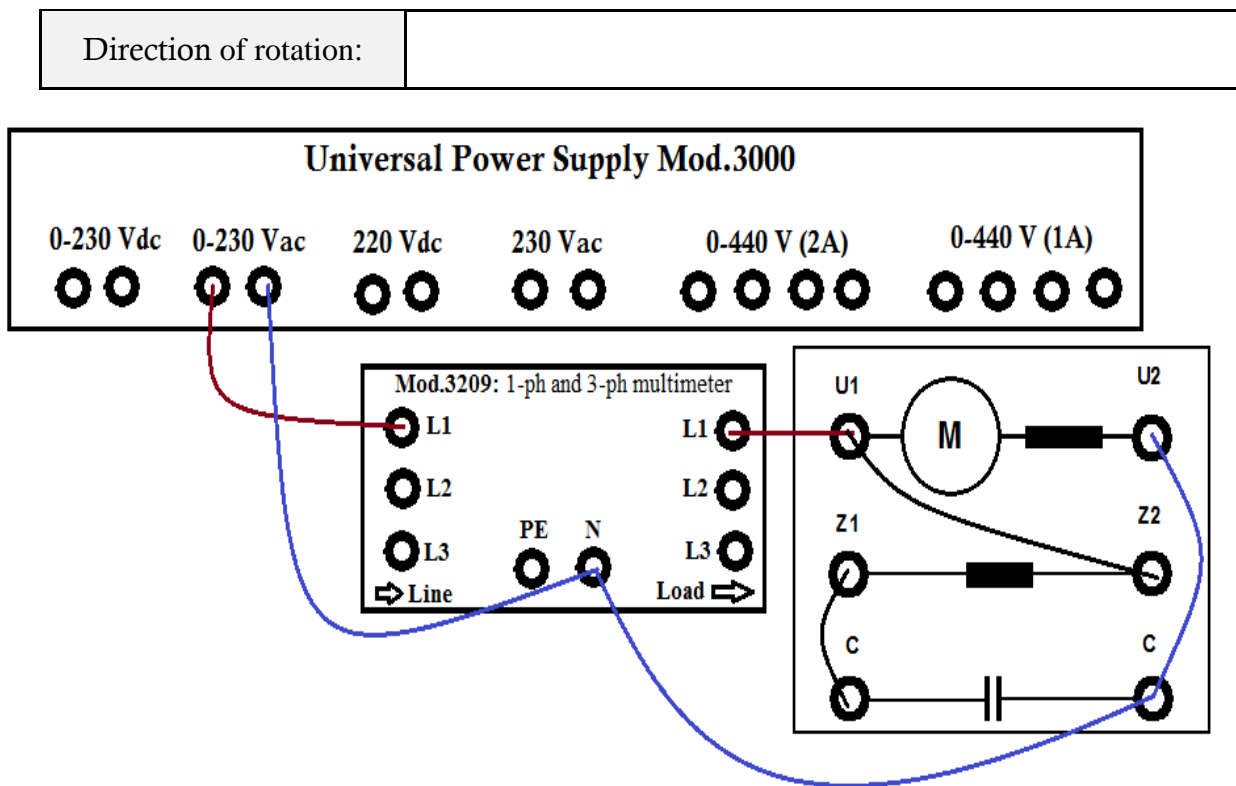 Direction of rotation:
Universal Power Supply Mod.3000
0-230 Vdc 0-230 Vac 220 Vdc 230 Vac 0-440 V (2A) 0-440 V (1A)
Mod.3209: 1-ph and 3-ph multimeter
L1 L1
L2 L2
PE N
L3 L3
Line Load
U1 U2
M
Z1 Z2
C C